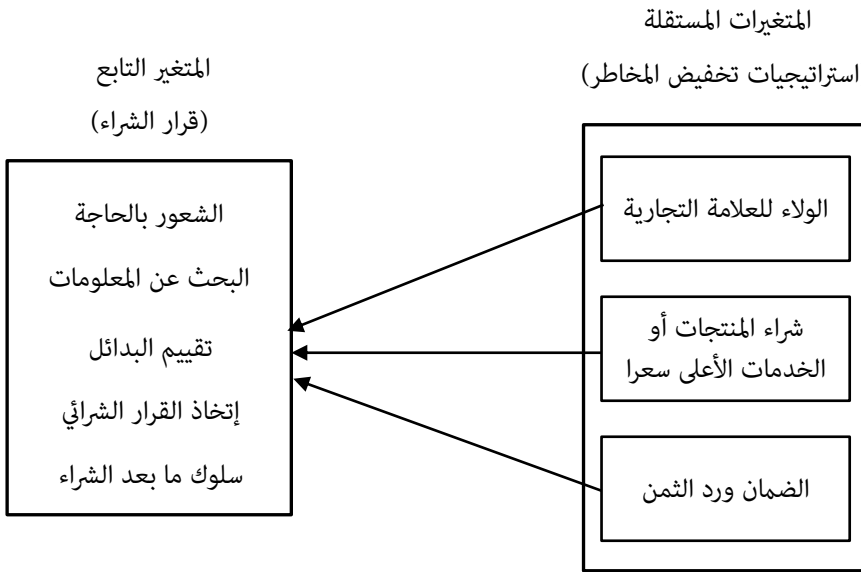 المتغيرات المستقلة
استراتيجيات تخفيض المخاطر)
الولاء للعلامة التجارية
شراء المنتجات أو
الخدمات الأعلى سعرا
الضمان ورد الثمن
المتغير التابع
(قرار الشراء)
الشعور بالحاجة
البحث عن المعلومات
تقييم البدائل
إتخاذ القرار الشرائي
سلوك ما بعد الشراء